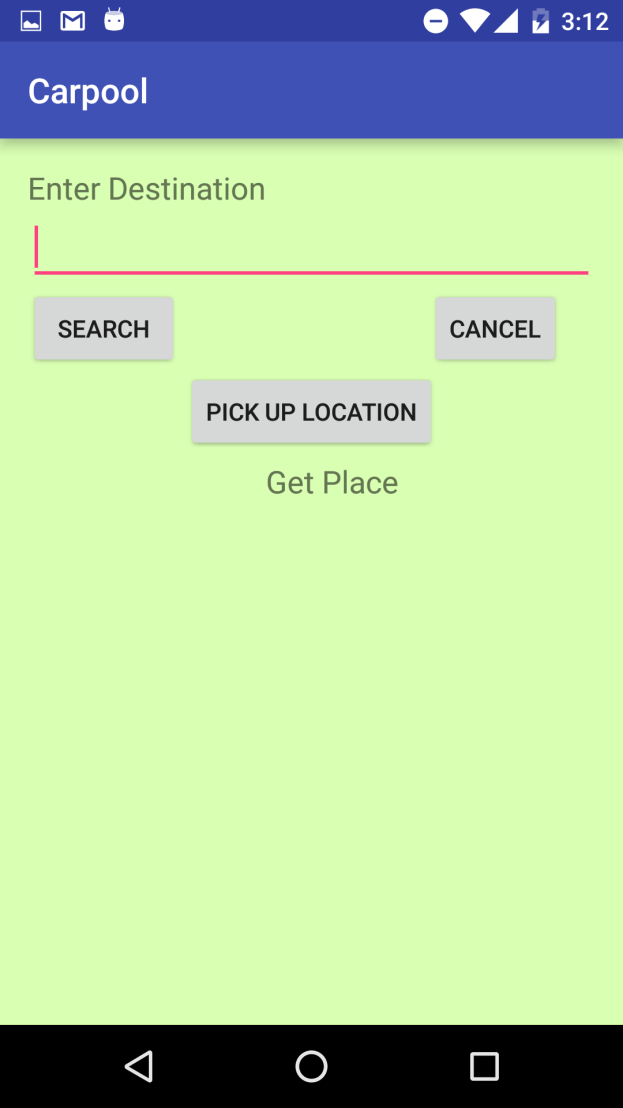 3:12
Carpool
Enter Destination
SEARCH CANCEL
PICK UP LOCATION
Get Place